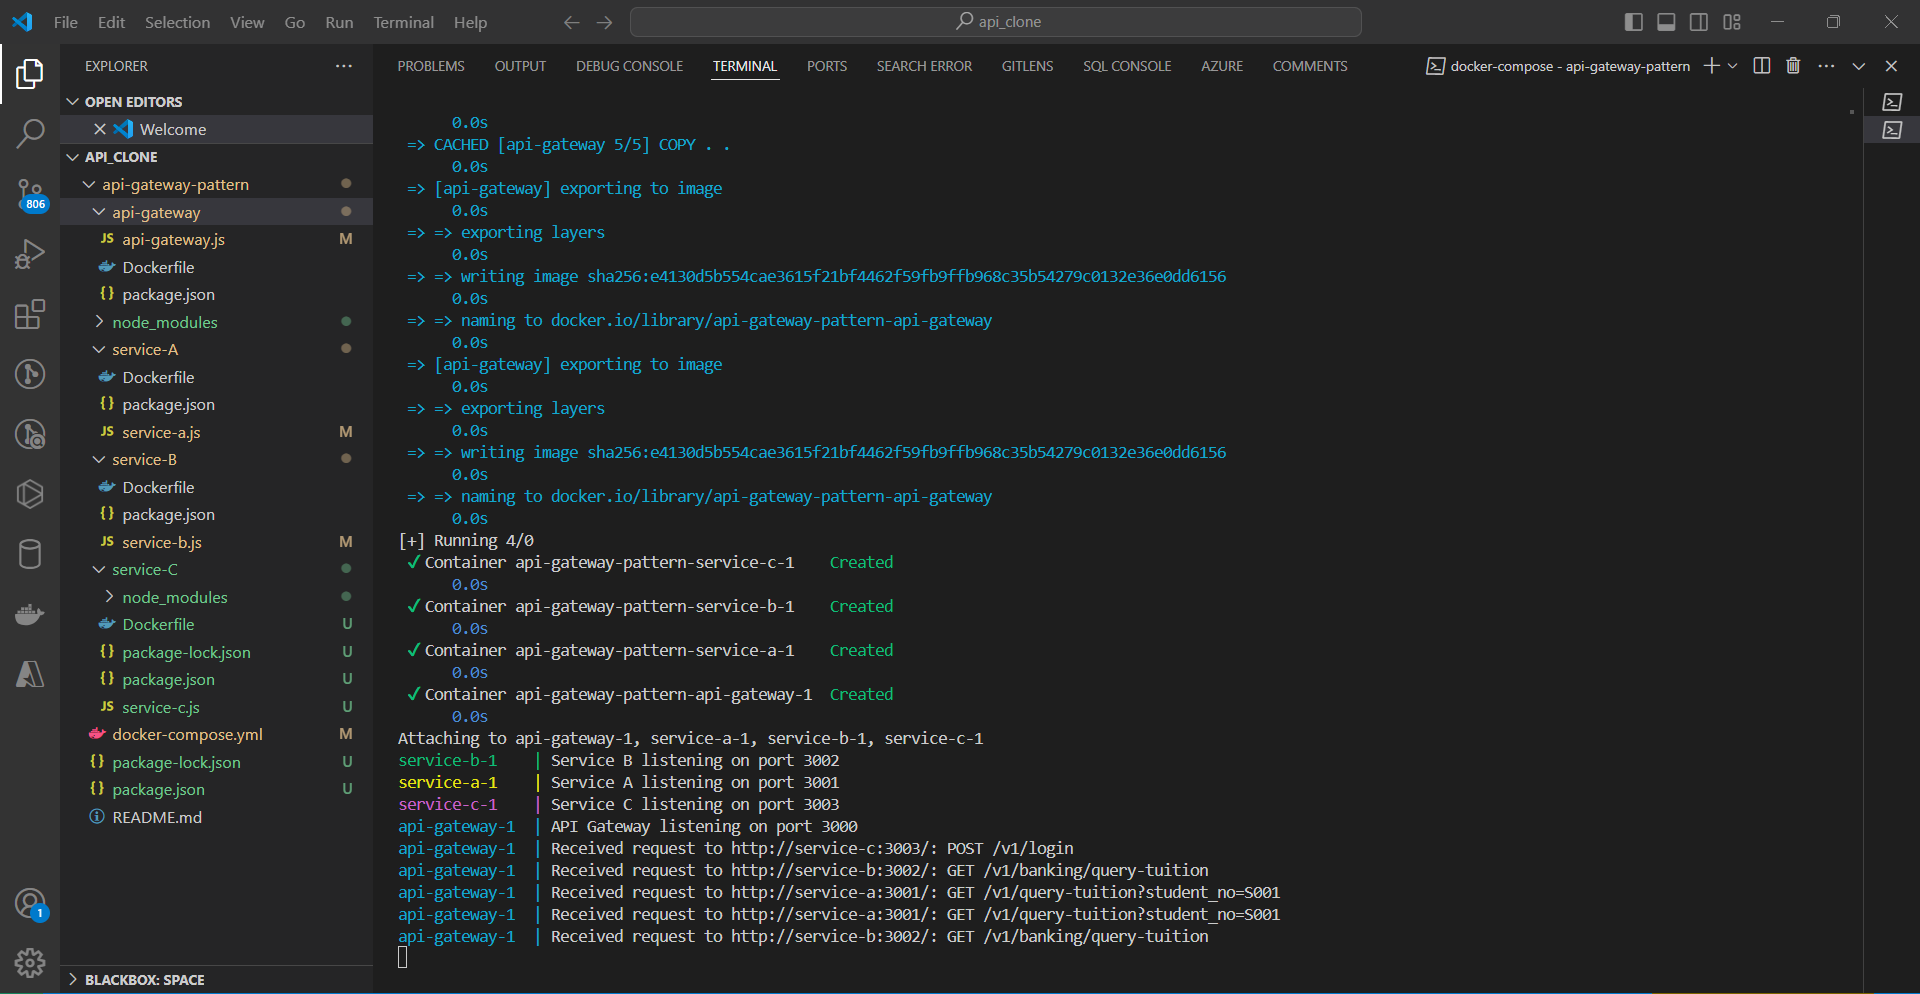 File Edit Selection View Go Run Terminal Help
api_clone
EXPLORER
OPEN EDITORS
Welcome
API_CLONE
api-gateway-pattern
api-gateway
JS api-gateway.js M
Dockerfile
{} package.json
node_modules
service-A
Dockerfile
{} package.json
JS service-a.js M
service-B
Dockerfile
{} package.json
JS service-b.js M
service-C
node_modules
Dockerfile U
{} package-lock.json U
{} package.json U
JS service-c.js U
docker-compose.yml M
{} package-lock.json U
{} package.json U
README.md
BLACKBOX: SPACE
806
1
PROBLEMS OUTPUT DEBUG CONSOLE TERMINAL PORTS SEARCH ERROR GITLENS SQL CONSOLE AZURE COMMENTS
docker-compose - api-gateway-pattern
0.0s
=> CACHED [api-gateway 5/5] COPY . .
0.0s
=> [api-gateway] exporting to image
0.0s
=> => exporting layers
0.0s
=> => writing image sha256:e4130d5b554cae3615f21bf4462f59fb9ffb968c35b54279c0132e36e0dd6156
0.0s
=> => naming to docker.io/library/api-gateway-pattern-api-gateway
0.0s
=> [api-gateway] exporting to image
0.0s
=> => exporting layers
0.0s
=> => writing image sha256:e4130d5b554cae3615f21bf4462f59fb9ffb968c35b54279c0132e36e0dd6156
0.0s
=> => naming to docker.io/library/api-gateway-pattern-api-gateway
0.0s
[+] Running 4/0
✓ Container api-gateway-pattern-service-c-1 Created
0.0s
✓ Container api-gateway-pattern-service-b-1 Created
0.0s
✓ Container api-gateway-pattern-service-a-1 Created
0.0s
✓ Container api-gateway-pattern-api-gateway-1 Created
0.0s
Attaching to api-gateway-1, service-a-1, service-b-1, service-c-1
service-b-1 | Service B listening on port 3002
service-a-1 | Service A listening on port 3001
service-c-1 | Service C listening on port 3003
api-gateway-1 | API Gateway listening on port 3000
api-gateway-1 | Received request to http://service-c:3003/: POST /v1/login
api-gateway-1 | Received request to http://service-b:3002/: GET /v1/banking/query-tuition
api-gateway-1 | Received request to http://service-a:3001/: GET /v1/query-tuition?student_no=S001
api-gateway-1 | Received request to http://service-a:3001/: GET /v1/query-tuition?student_no=S001
api-gateway-1 | Received request to http://service-b:3002/: GET /v1/banking/query-tuition